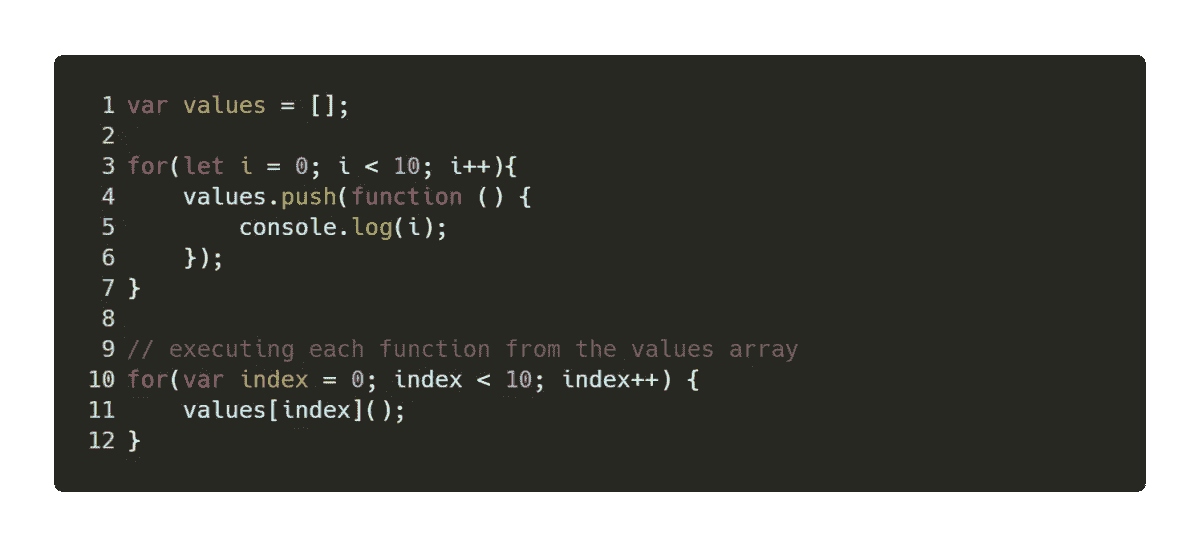 1 var values = [];
2
3 for(let i = 0; i < 10; i++){
4     values.push(function () {
5         console.log(i);
6     });
7 }
8
9 // executing each function from the values array
10 for(var index = 0; index < 10; index++) {
11     values[index]();
12 }